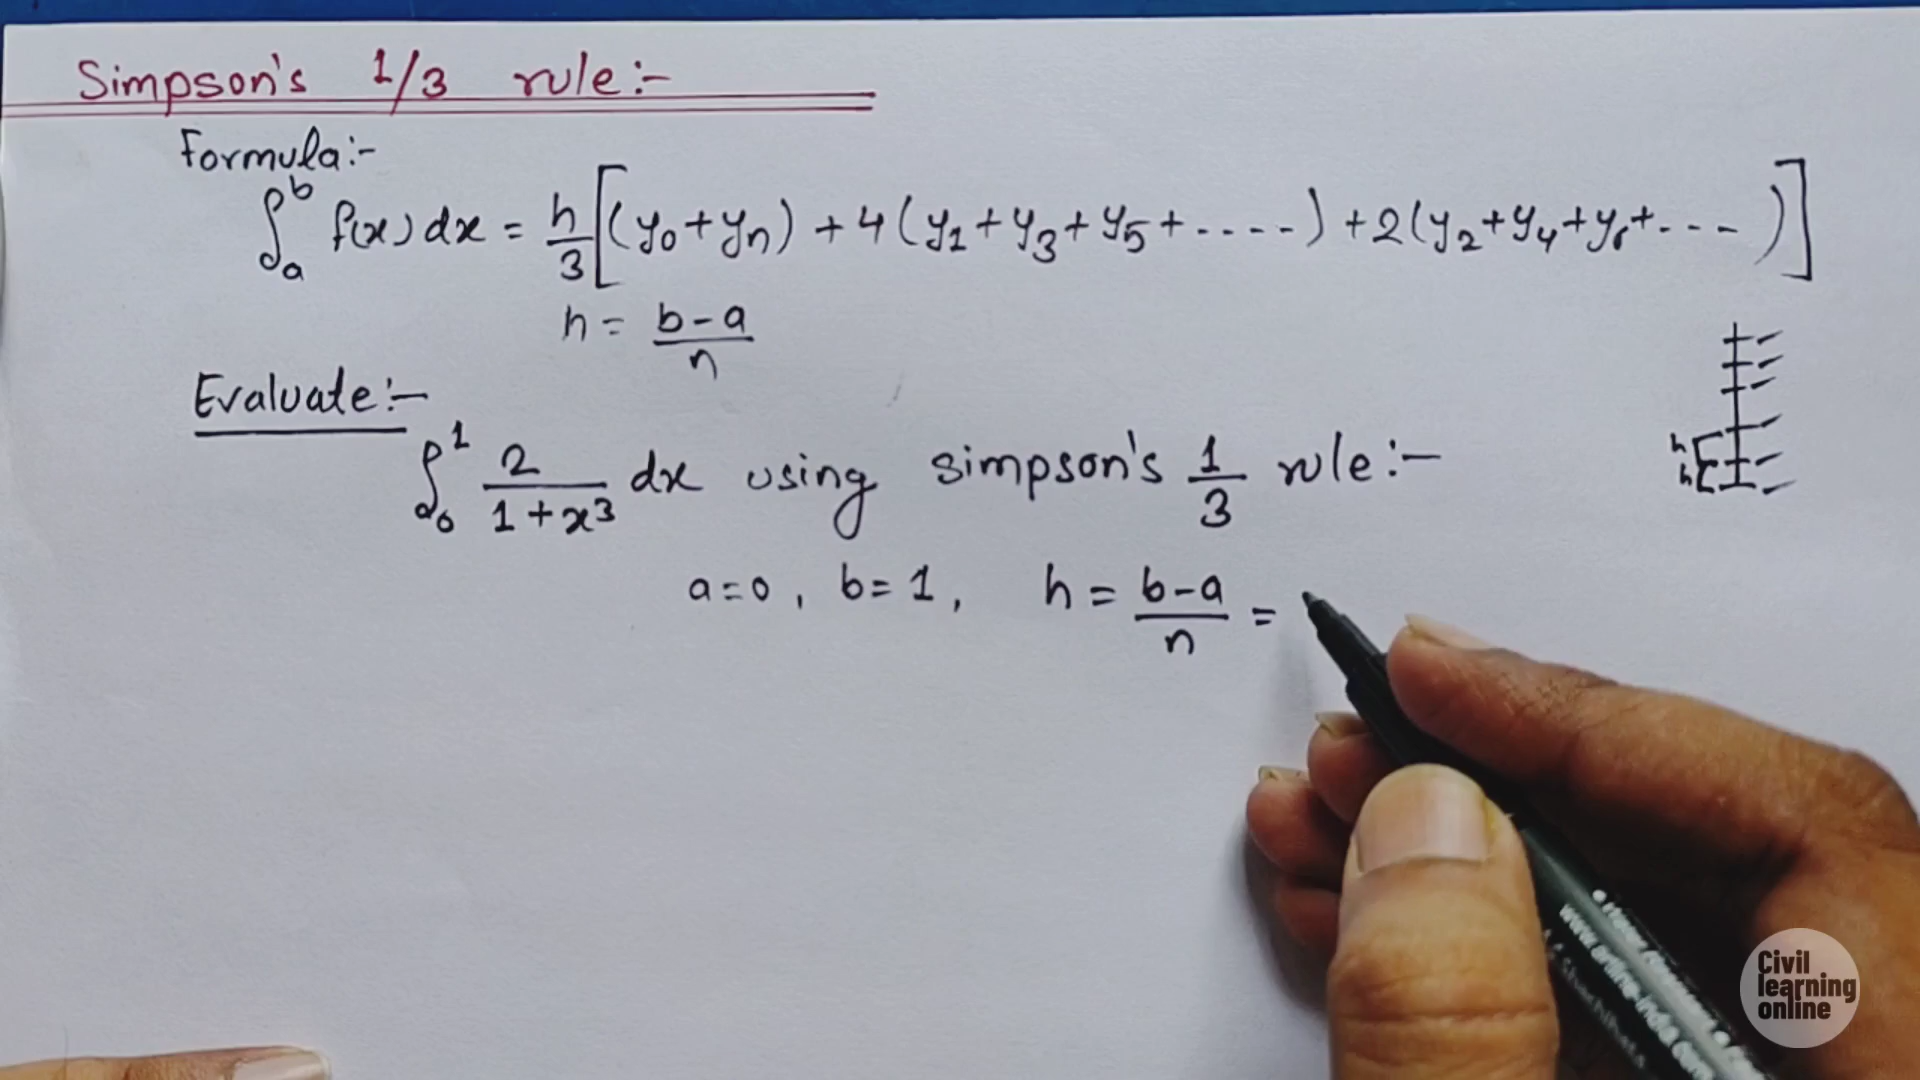 Simpson's 1/3 rule:-
Formula:-
∫ₐᵇ f(x) dx = h/3 [(y₀+yₙ) + 4(y₁+y₃+y₅+....) + 2(y₂+y₄+y₆+....)]
h = b-a/n
Evaluate:-
∫₀¹ 2/1+x³ dx using simpson's 1/3 rule:-
h
h
a=0, b=1, h = b-a/n =
Civil
learning
online